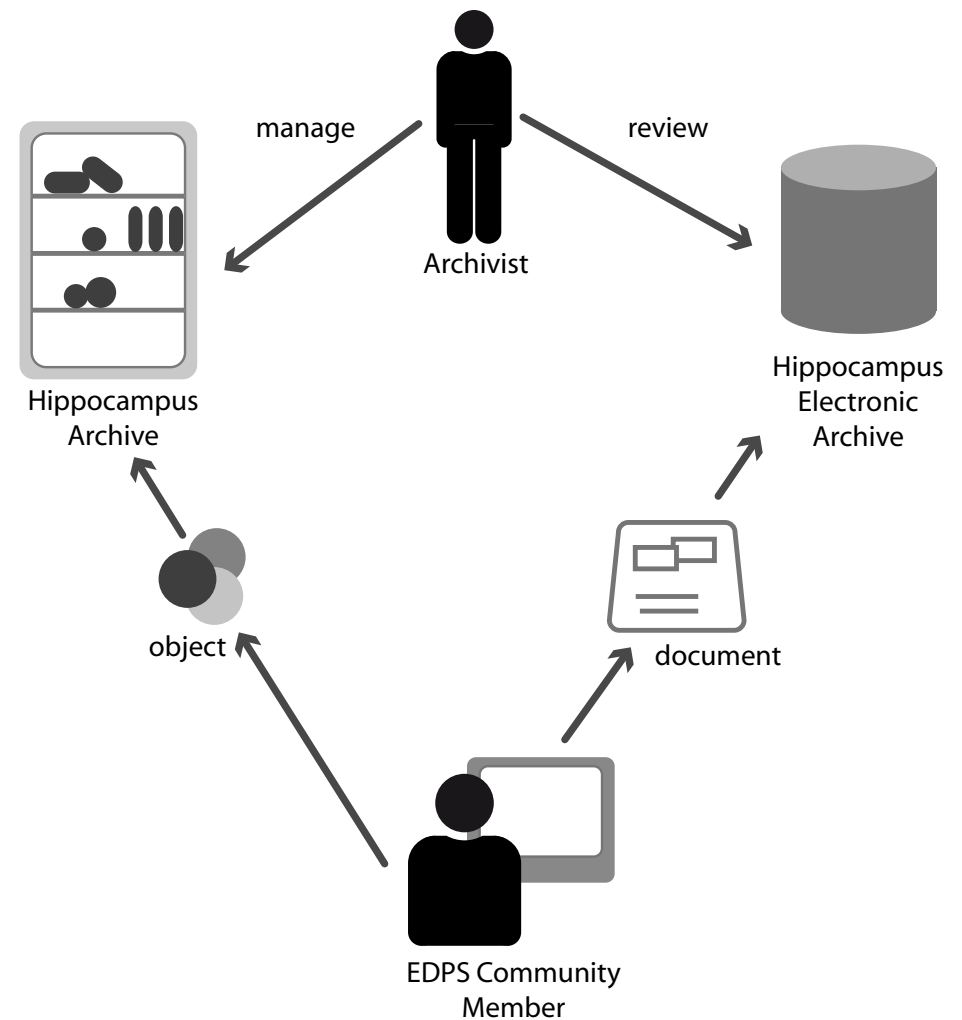 manage
review
Archivist
Hippocampus
Archive
Hippocampus
Electronic
Archive
object
document
EDPS Community
Member